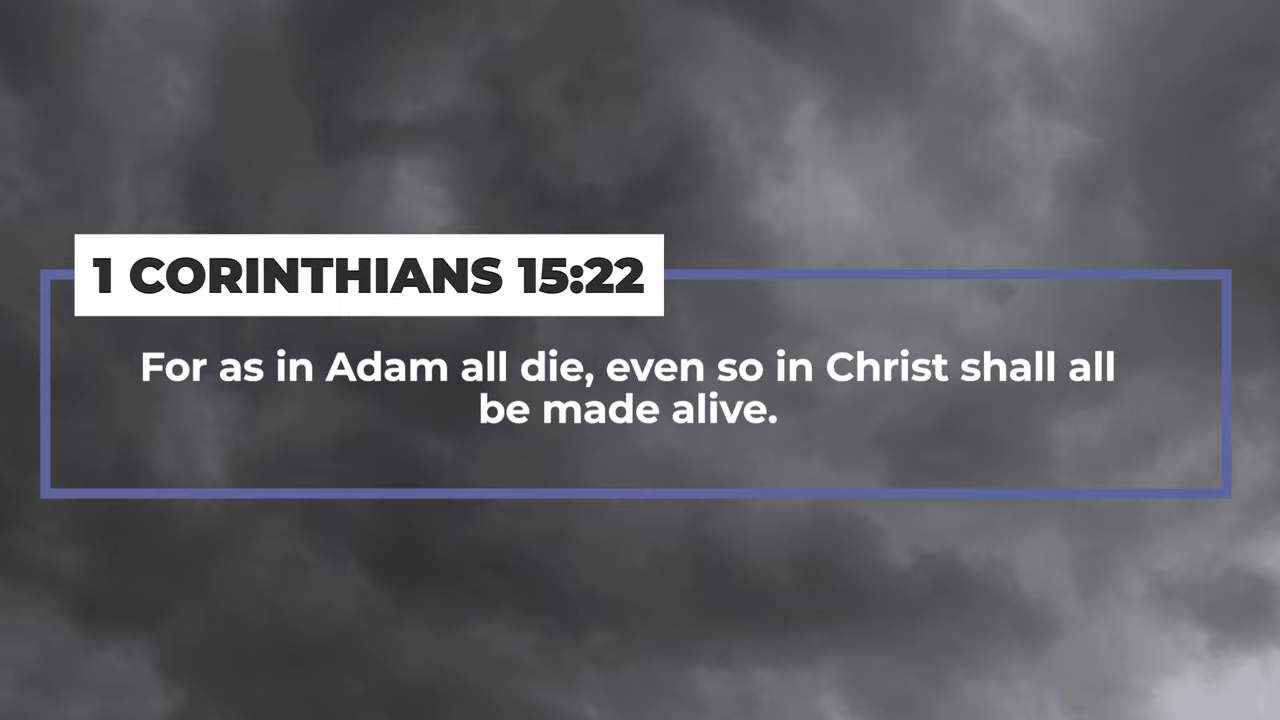 1 CORINTHIANS 15:22
For as in Adam all die, even so in Christ shall all
be made alive.